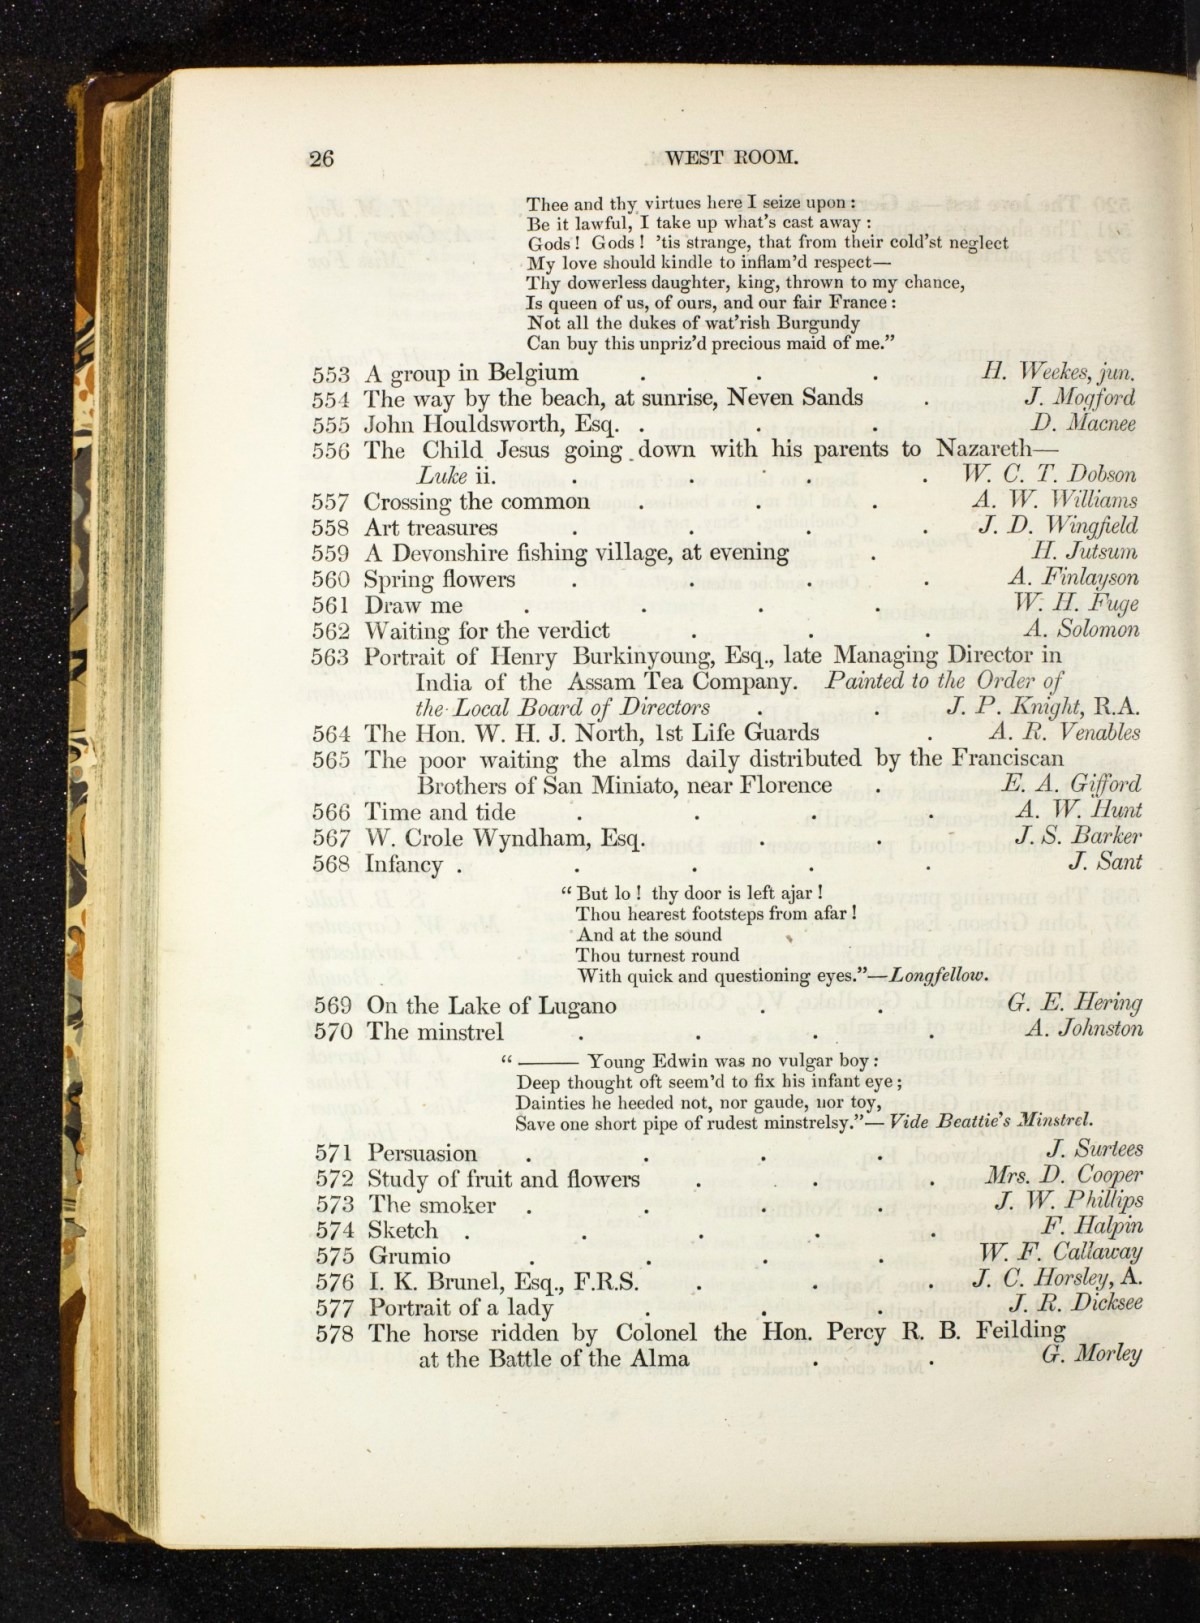 26 WEST ROOM.
Thee and thy virtues here I seize upon :
Be it lawful, I take up what's cast away :
Gods ! Gods ! 'tis strange, that from their cold'st neglect
My love should kindle to inflam'd respect—
Thy dowerless daughter, king, thrown to my chance,
Is queen of us, of ours, and our fair France :
Not all the dukes of wat'rish Burgundy
Can buy this unpriz'd precious maid of me.”
553 A group in Belgium . . . H. Weekes, jun.
554 The way by the beach, at sunrise, Neven Sands . J. Mogford
555 John Houldsworth, Esq. . . . D. Macnee
556 The Child Jesus going down with his parents to Nazareth—
Luke ii. . . . . W. C. T. Dobson
557 Crossing the common . . . A. W. Williams
558 Art treasures . . . . J. D. Wingfield
559 A Devonshire fishing village, at evening . H. Jutsum
560 Spring flowers . . . . A. Finlayson
561 Draw me . . . . W. H. Fuge
562 Waiting for the verdict . . . A. Solomon
563 Portrait of Henry Burkinyoung, Esq., late Managing Director in
India of the Assam Tea Company. Painted to the Order of
the Local Board of Directors . . J. P. Knight, R.A.
564 The Hon. W. H. J. North, 1st Life Guards . A. R. Venables
565 The poor waiting the alms daily distributed by the Franciscan
Brothers of San Miniato, near Florence . E. A. Gifford
566 Time and tide . . . . A. W. Hunt
567 W. Crole Wyndham, Esq. . . J. S. Barker
568 Infancy . . . . . J. Sant
“ But lo ! thy door is left ajar !
Thou hearest footsteps from afar !
And at the sound
Thou turnest round
With quick and questioning eyes.”—Longfellow.
569 On the Lake of Lugano . . G. E. Hering
570 The minstrel . . . . A. Johnston
“ ——— Young Edwin was no vulgar boy :
Deep thought oft seem'd to fix his infant eye ;
Dainties he heeded not, nor gaude, nor toy,
Save one short pipe of rudest minstrelsy.”— Vide Beattie's Minstrel.
571 Persuasion . . . . J. Surtees
572 Study of fruit and flowers . . . Mrs. D. Cooper
573 The smoker . . . . J. W. Phillips
574 Sketch . . . . . F. Halpin
575 Grumio . . . . W. F. Callaway
576 I. K. Brunel, Esq., F.R.S. . . . J. C. Horsley, A.
577 Portrait of a lady . . . J. R. Dicksee
578 The horse ridden by Colonel the Hon. Percy R. B. Feilding
at the Battle of the Alma . . G. Morley